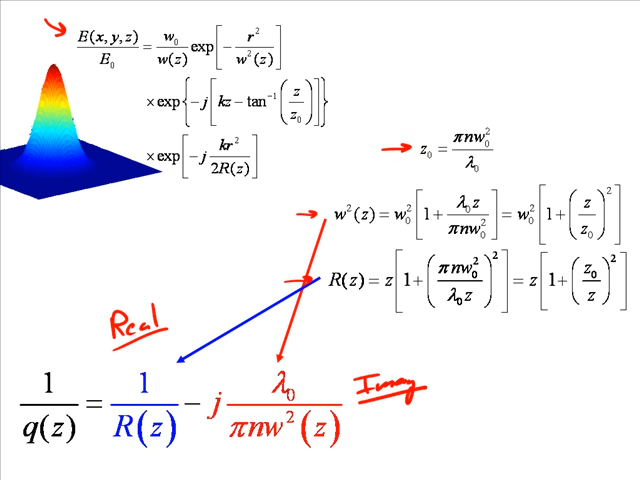 E(x, y, z) / E₀ = w₀ / w(z) exp[− r² / w²(z)]
× exp{−j[kz − tan⁻¹(z / z₀)]}
× exp[−j kr² / 2R(z)]
z₀ = πnw₀² / λ₀
w²(z) = w₀²[1 + λ₀z / πnw₀²] = w₀²[1 + (z / z₀)²]
R(z) = z[1 + (πnw₀² / λ₀z)²] = z[1 + (z₀ / z)²]
Real
1 / q(z) = 1 / R(z) − j λ₀ / πnw²(z)
Imag